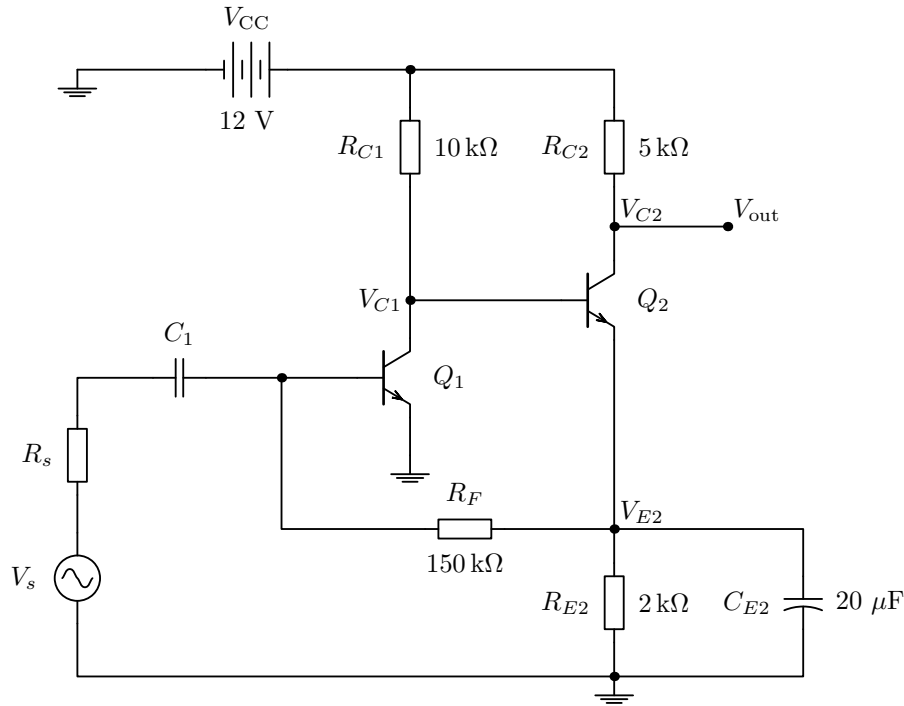 V_CC
12 V
R_C1 10 kΩ
R_C2 5 kΩ
V_C2
V_out
V_C1
Q_2
C_1
Q_1
R_s
R_F
V_E2
150 kΩ
V_s
R_E2 2 kΩ
C_E2 20 μF